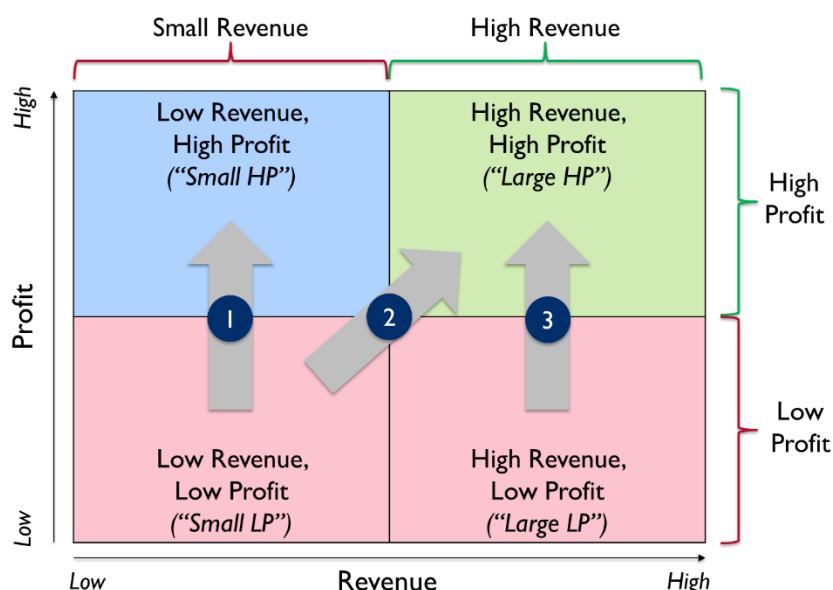 Small Revenue
High Revenue
High
Low Revenue,
High Profit
(“Small HP”)
High Revenue,
High Profit
(“Large HP”)
High
Profit
Profit
1
2
3
Low Revenue,
Low Profit
(“Small LP”)
High Revenue,
Low Profit
(“Large LP”)
Low
Profit
Low
Low
Revenue
High